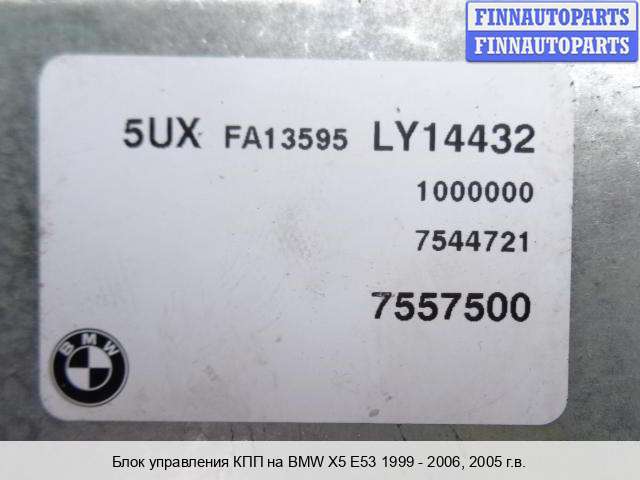 FINNAUTOPARTS
FINNAUTOPARTS
5UX FA13595 LY14432
1000000
7544721
7557500
BMW
Блок управления КПП на BMW X5 E53 1999 - 2006, 2005 г.в.